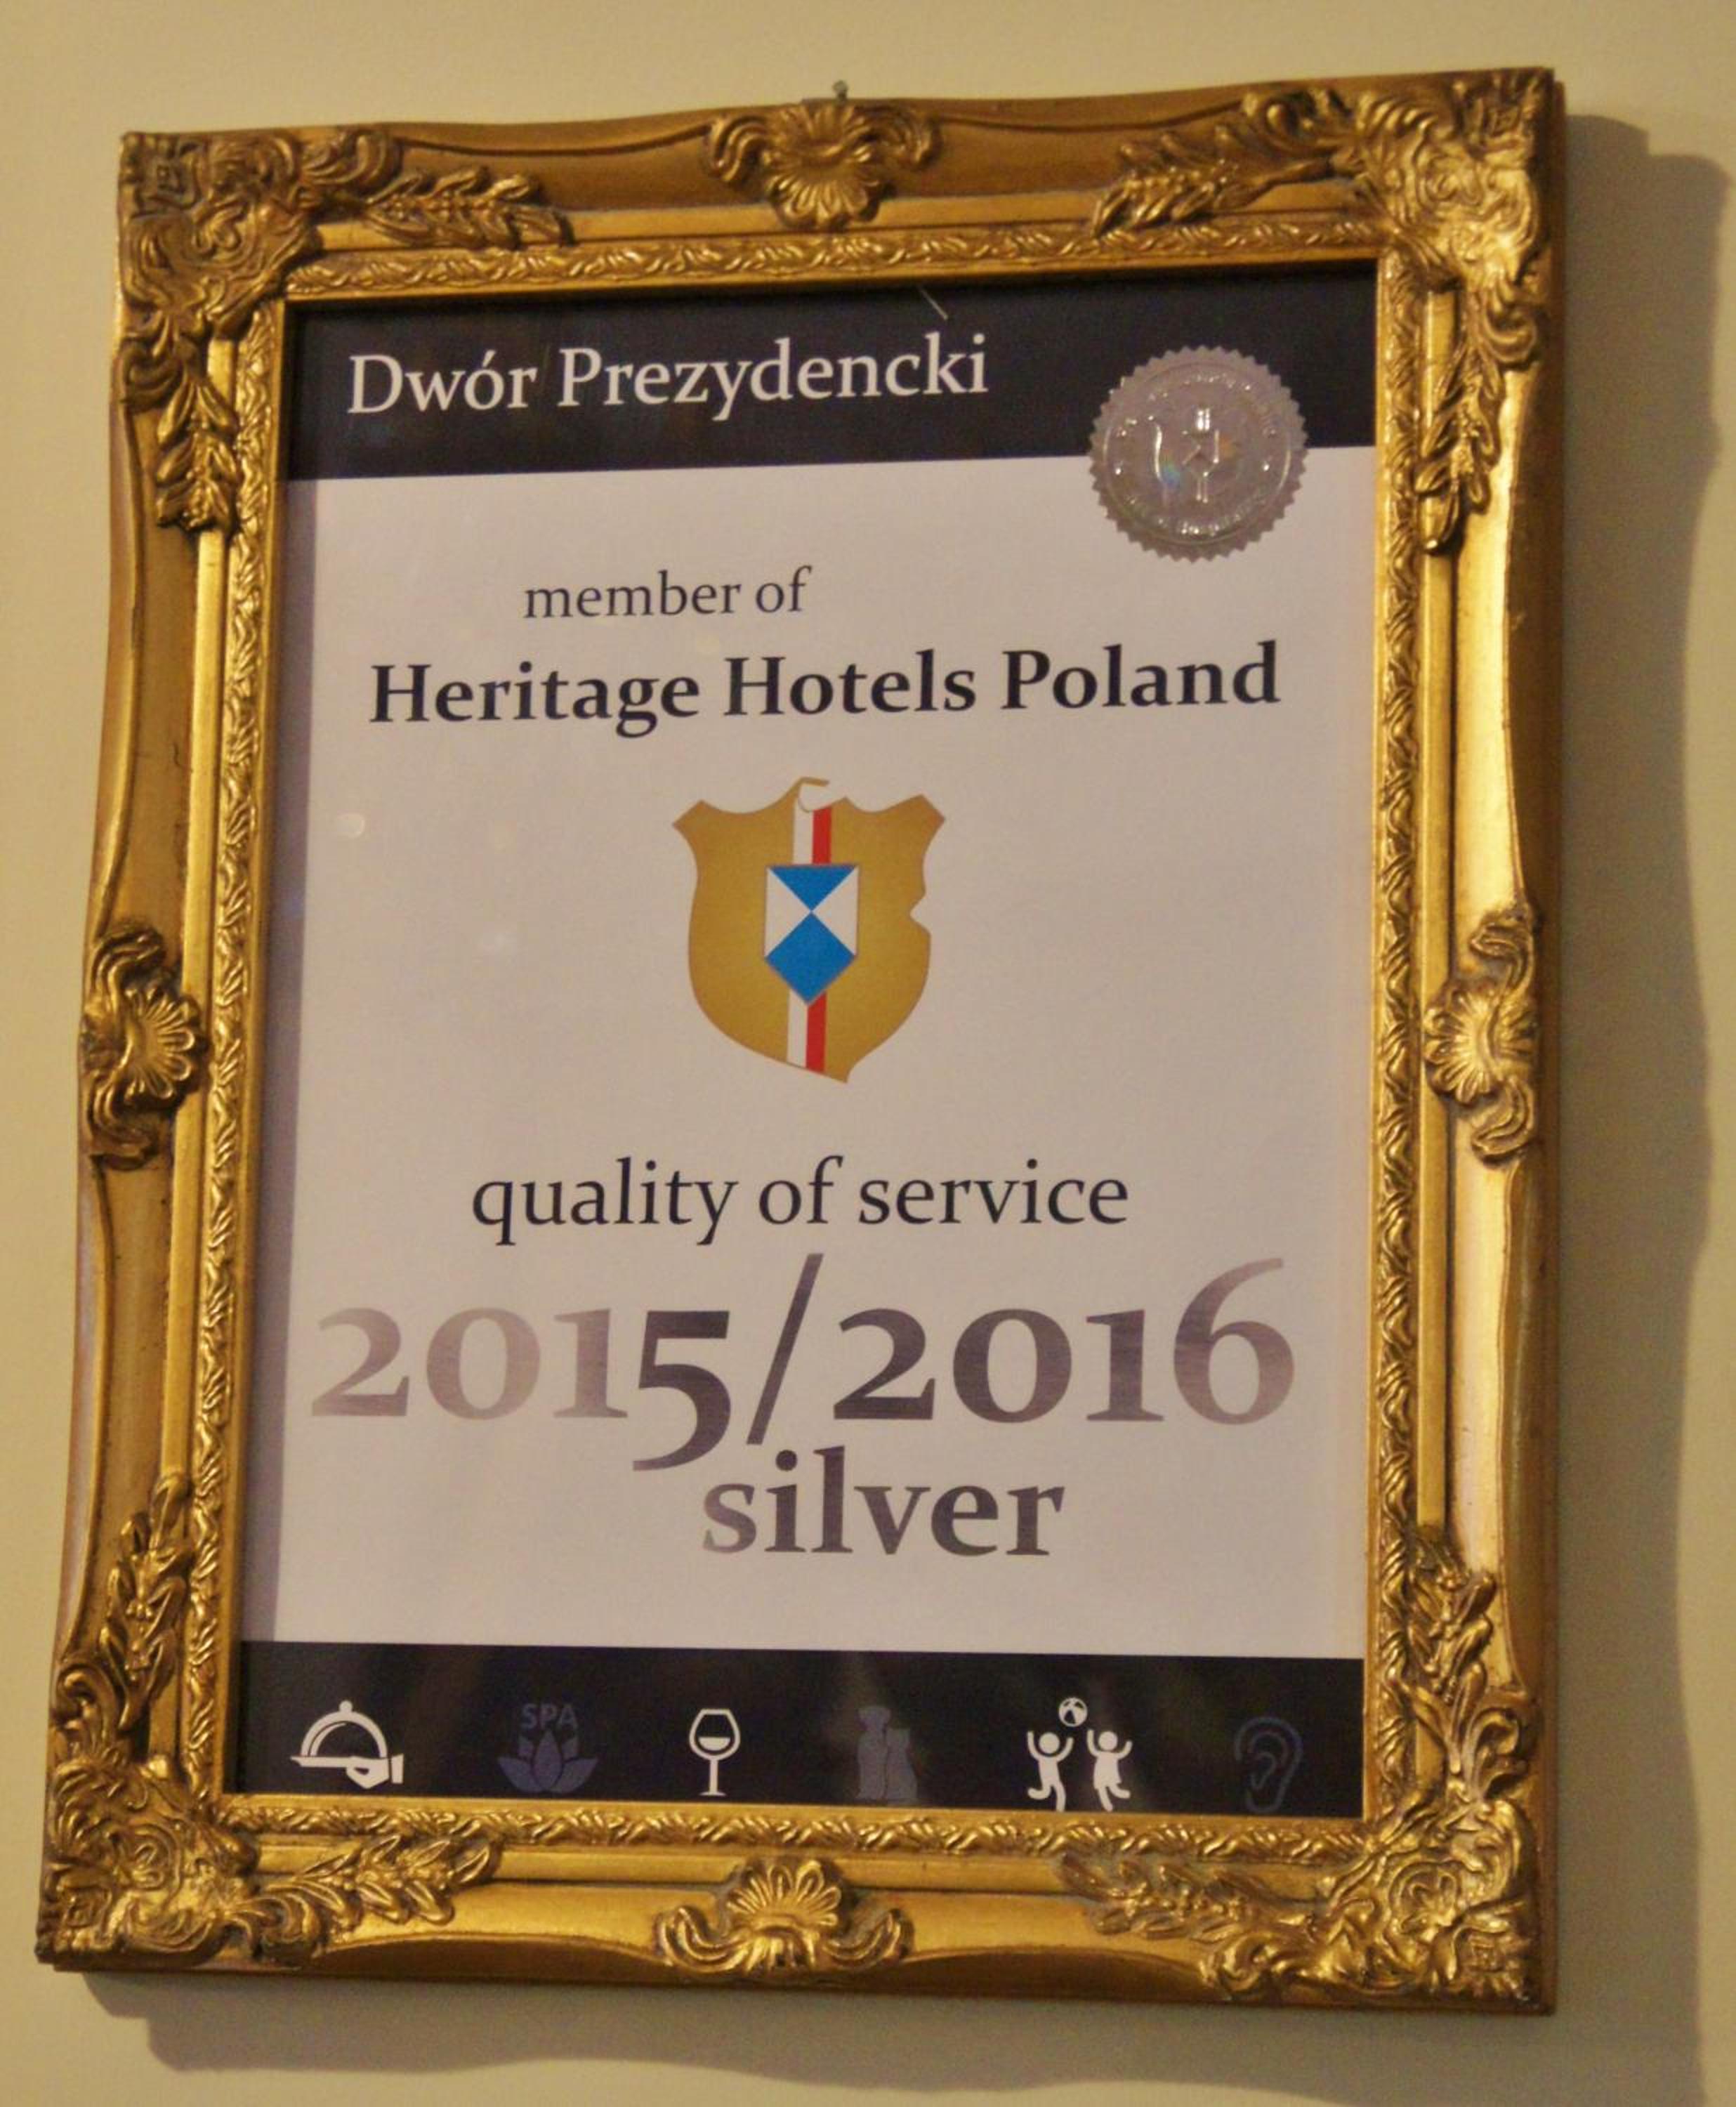 Dwór Prezydencki
member of
Heritage Hotels Poland
quality of service
2015/2016
silver
SPA